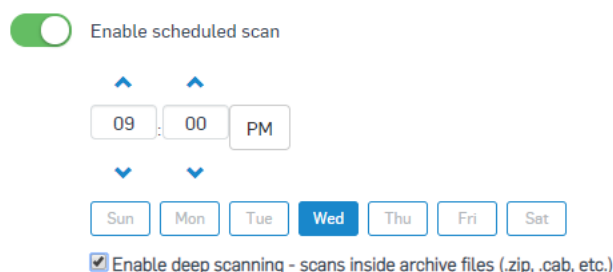 Enable scheduled scan
09 : 00 PM
Sun Mon Tue Wed Thu Fri Sat
Enable deep scanning - scans inside archive files (.zip, .cab, etc.)